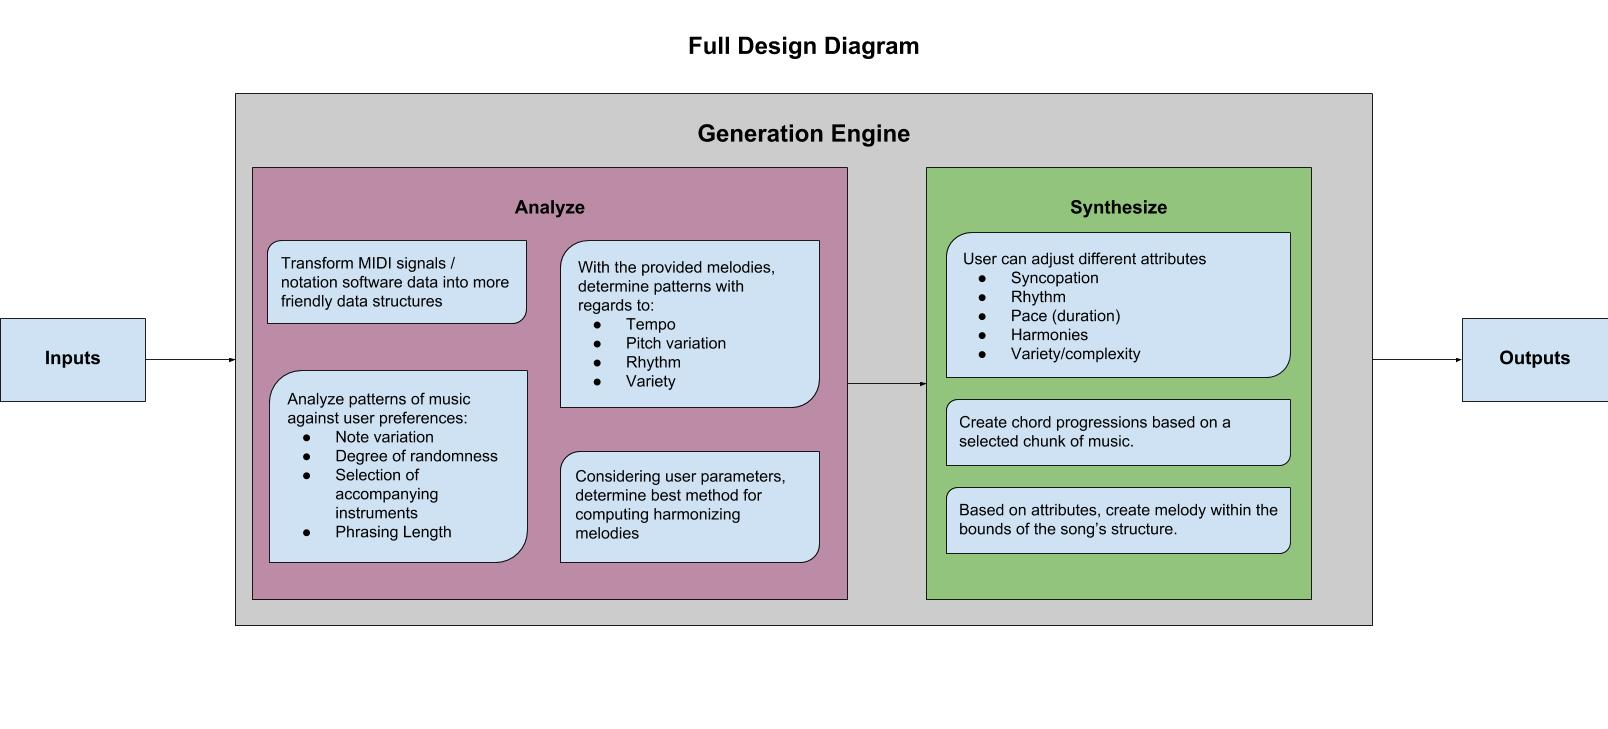 Full Design Diagram
Generation Engine
Analyze
Transform MIDI signals /
notation software data into more
friendly data structures
With the provided melodies,
determine patterns with
regards to:
● Tempo
● Pitch variation
● Rhythm
● Variety
Analyze patterns of music
against user preferences:
● Note variation
● Degree of randomness
● Selection of
accompanying
instruments
● Phrasing Length
Considering user parameters,
determine best method for
computing harmonizing
melodies
Synthesize
User can adjust different attributes
● Syncopation
● Rhythm
● Pace (duration)
● Harmonies
● Variety/complexity
Create chord progressions based on a
selected chunk of music.
Based on attributes, create melody within the
bounds of the song’s structure.
Inputs
Outputs